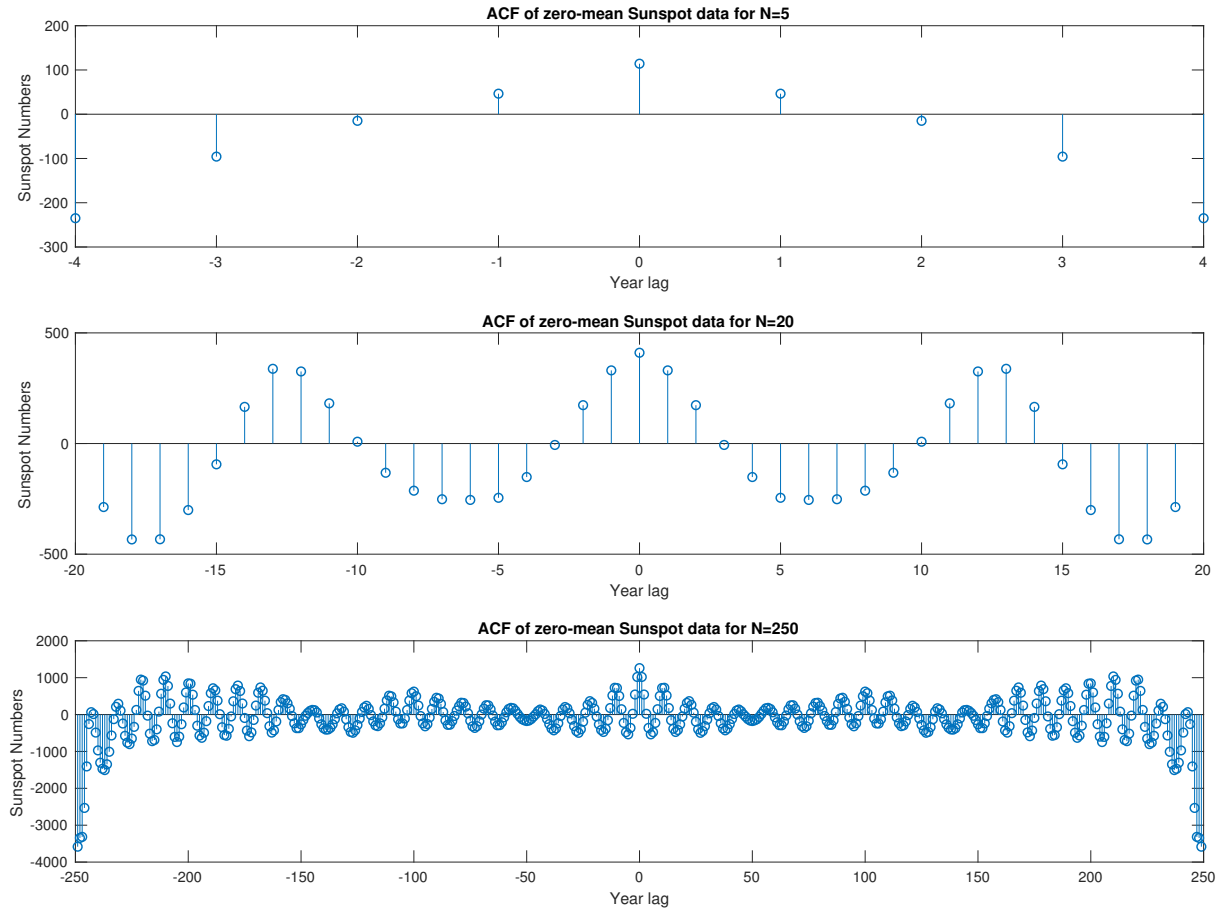 ACF of zero-mean Sunspot data for N=5
200
100
0
-100
-200
-300
Sunspot Numbers
-4 -3 -2 -1 0 1 2 3 4
Year lag
ACF of zero-mean Sunspot data for N=20
500
0
-500
Sunspot Numbers
-20 -15 -10 -5 0 5 10 15 20
Year lag
ACF of zero-mean Sunspot data for N=250
2000
1000
0
-1000
-2000
-3000
-4000
Sunspot Numbers
-250 -200 -150 -100 -50 0 50 100 150 200 250
Year lag